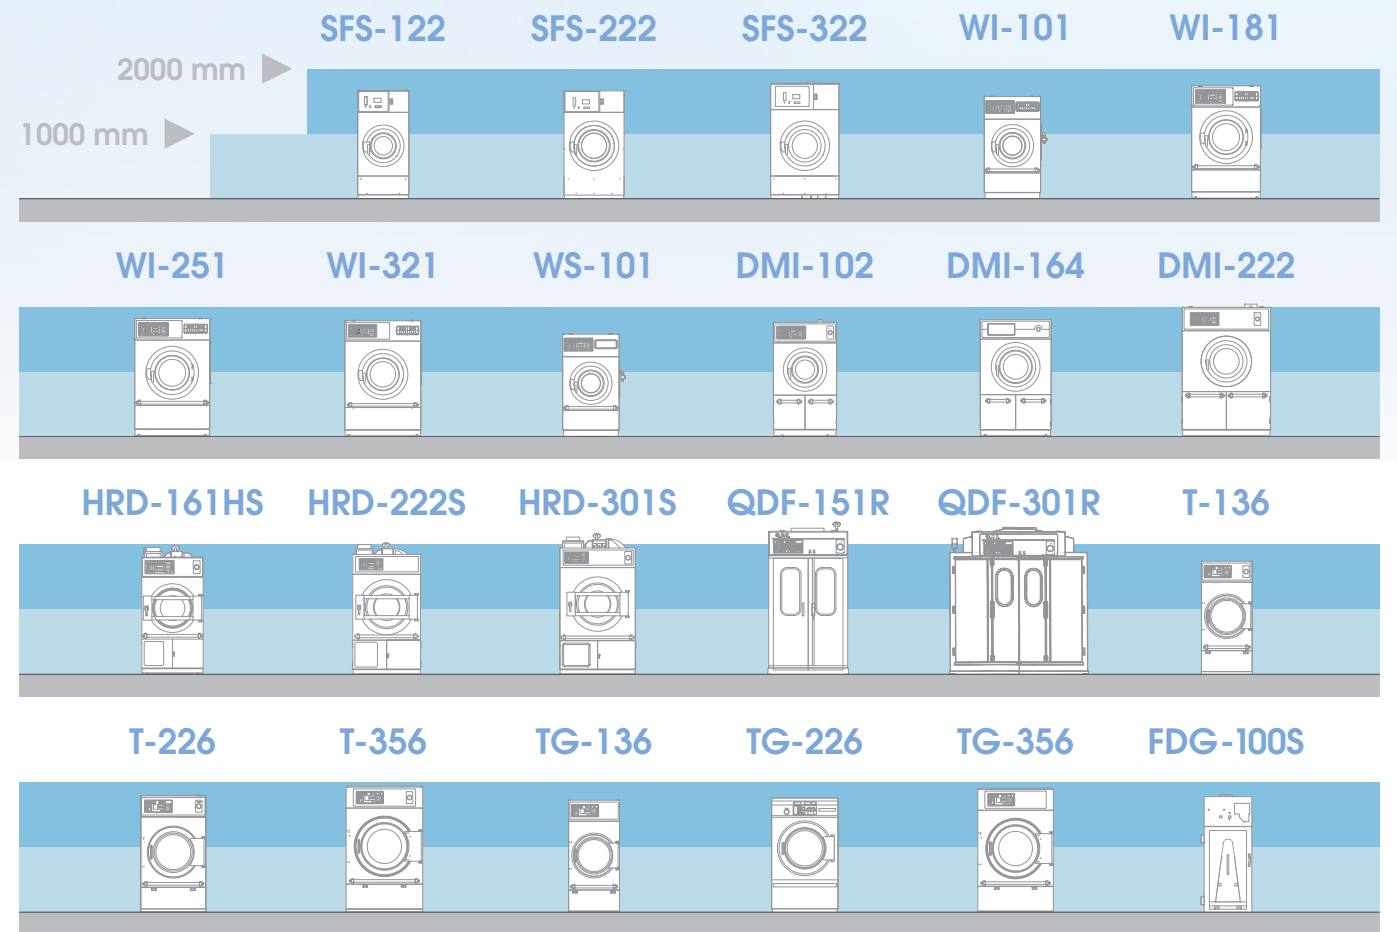 SFS-122 SFS-222 SFS-322 WI-101 WI-181
2000 mm
1000 mm
WI-251 WI-321 WS-101 DMI-102 DMI-164 DMI-222
HRD-161HS HRD-222S HRD-301S QDF-151R QDF-301R T-136
T-226 T-356 TG-136 TG-226 TG-356 FDG-100S